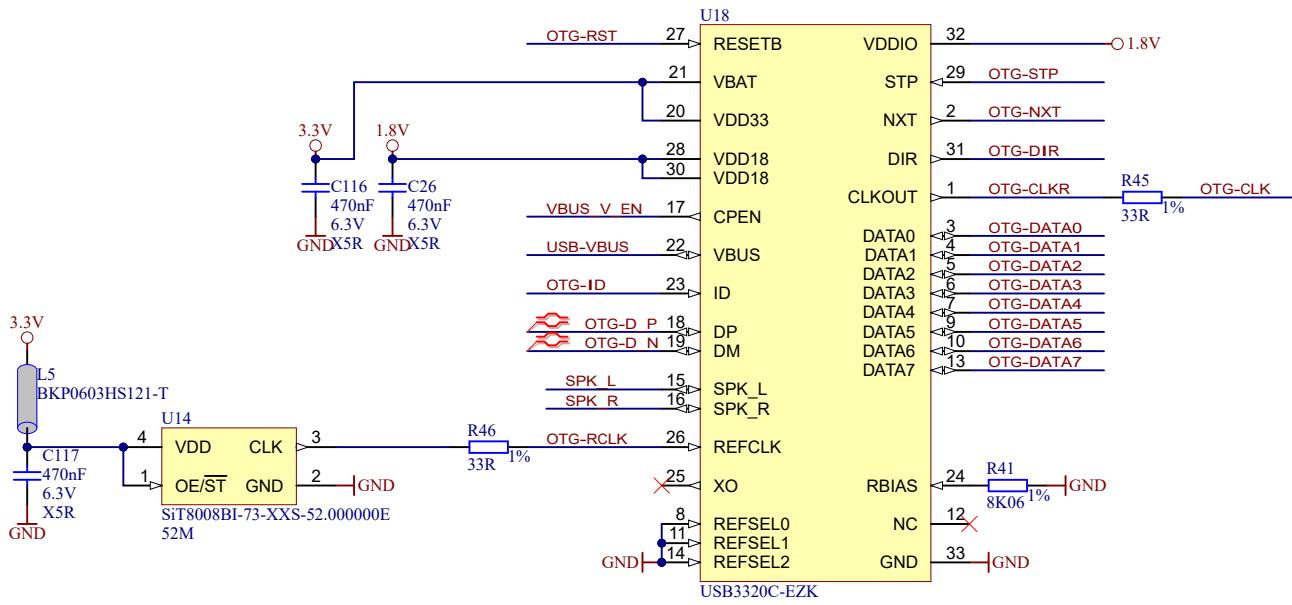 U18
OTG-RST
27
RESETB
VDDIO
32
1.8V
21
VBAT
STP
29
OTG-STP
20
VDD33
NXT
2
OTG-NXT
3.3V
1.8V
28
VDD18
DIR
31
OTG-DIR
30
VDD18
C116
470nF
6.3V
X5R
GND
C26
470nF
6.3V
X5R
GND
CLKOUT
1
OTG-CLKR
R45
33R
1%
OTG-CLK
VBUS_V_EN
17
CPEN
DATA0
3
OTG-DATA0
USB-VBUS
22
VBUS
DATA1
4
OTG-DATA1
DATA2
5
OTG-DATA2
OTG-ID
23
ID
DATA3
6
OTG-DATA3
DATA4
7
OTG-DATA4
OTG-D_P
18
DP
DATA5
9
OTG-DATA5
OTG-D_N
19
DM
DATA6
10
OTG-DATA6
DATA7
13
OTG-DATA7
3.3V
L5
BKP0603HS121-T
SPK_L
15
SPK_L
SPK_R
16
SPK_R
U14
4
VDD
CLK
3
R46
33R
1%
OTG-RCLK
26
REFCLK
C117
470nF
6.3V
X5R
GND
1
OE/ST
GND
2
GND
SiT8008BI-73-XXS-52.000000E
52M
25
XO
RBIAS
24
R41
8K06
1%
GND
8
REFSEL0
NC
12
11
REFSEL1
GND
14
REFSEL2
GND
33
GND
USB3320C-EZK